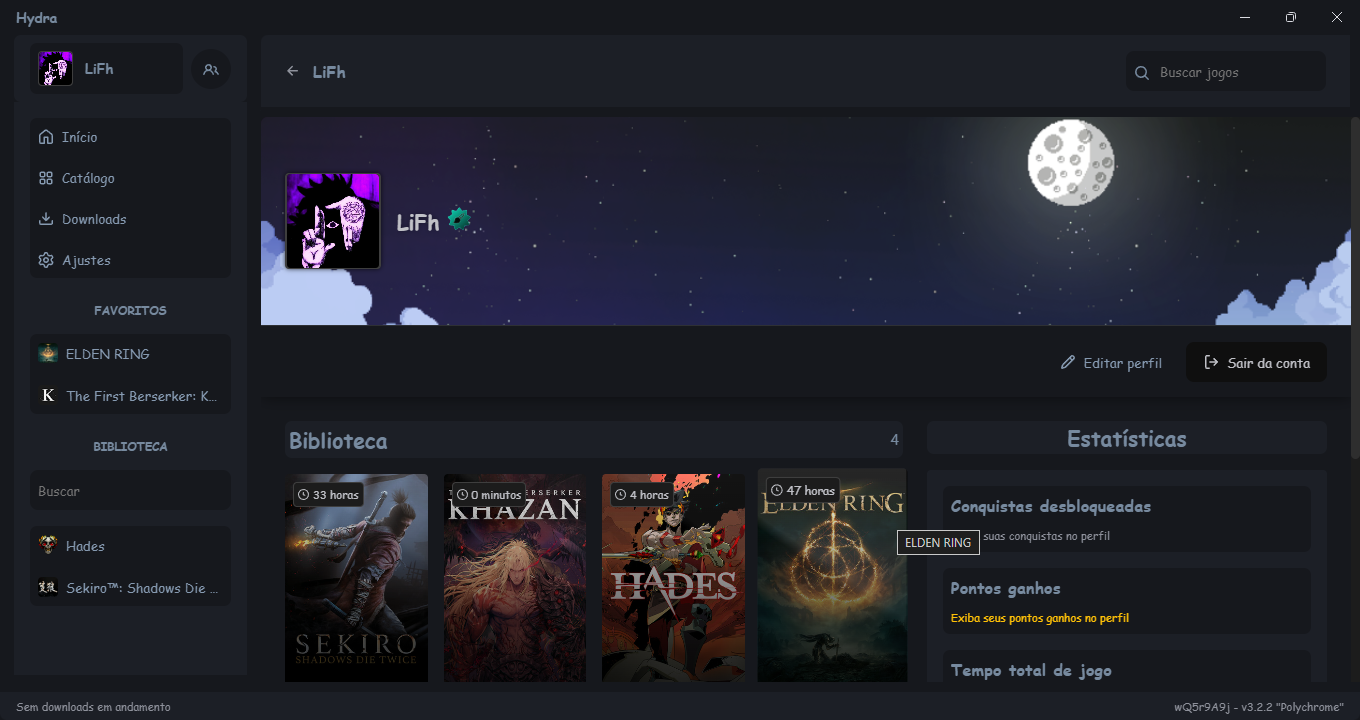 Hydra
LiFh
LiFh
Buscar jogos
Início
Catálogo
Downloads
Ajustes
FAVORITOS
ELDEN RING
The First Berserker: K...
BIBLIOTECA
Buscar
Hades
Sekiro™: Shadows Die ...
LiFh
Editar perfil
Sair da conta
Biblioteca
4
33 horas
SEKIRO
SHADOWS DIE TWICE
0 minutos
BERSERKER
KHAZAN
4 horas
HADES
47 horas
ELDEN RING
ELDEN RING
Estatísticas
Conquistas desbloqueadas
suas conquistas no perfil
Pontos ganhos
Exiba seus pontos ganhos no perfil
Tempo total de jogo
Sem downloads em andamento
wQ5r9A9j - v3.2.2 "Polychrome"